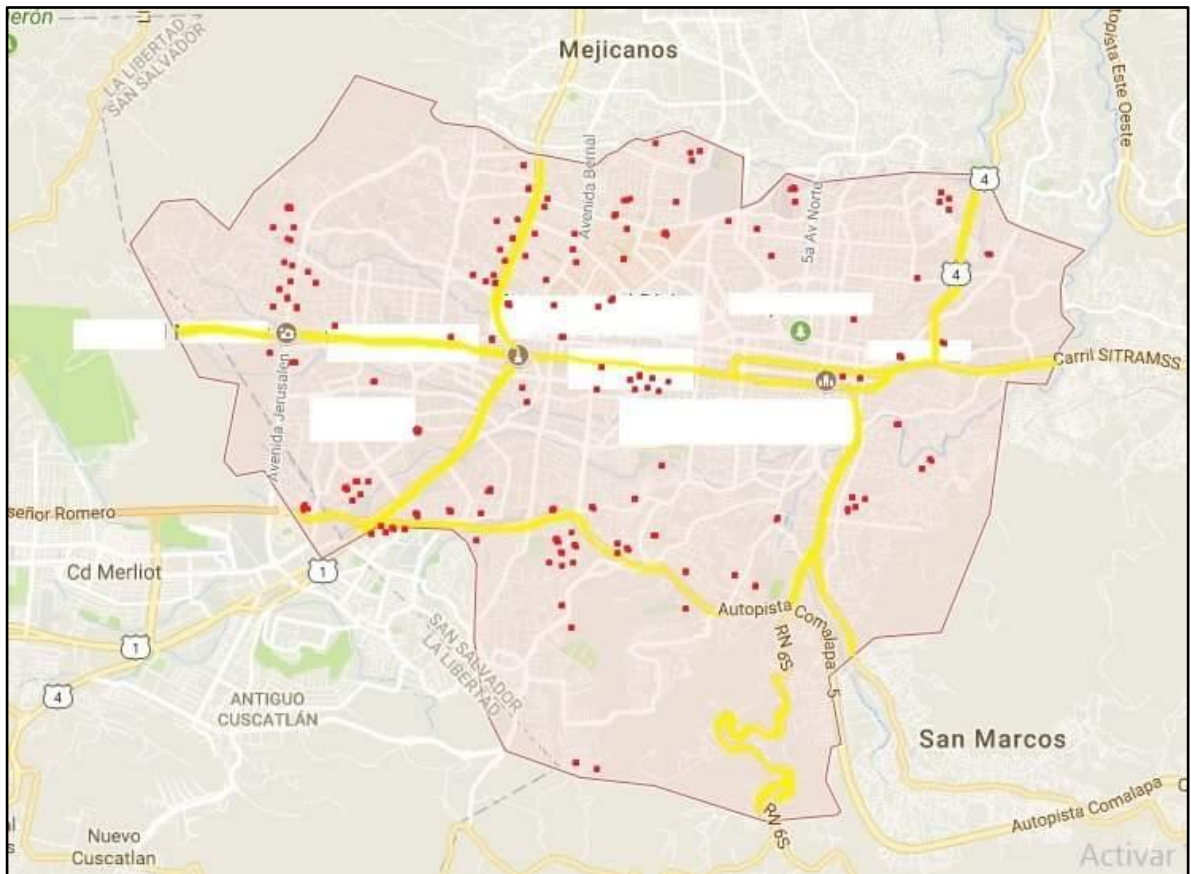 erón
LA LIBERTAD
SAN SALVADOR
Mejicanos
Avenida Bernal
5a Av Norte
topista Este Oeste
4
4
Carril SITRAMSS
Avenida Jerusalén
señor Romero
Cd Merliot
1
1
4
ANTIGUO
CUSCATLÁN
SAN SALVADOR
LA LIBERTAD
Autopista Comalapa
5
RN 6S
RN 6S
San Marcos
Autopista Comalapa
Nuevo
Cuscatlan
Activar